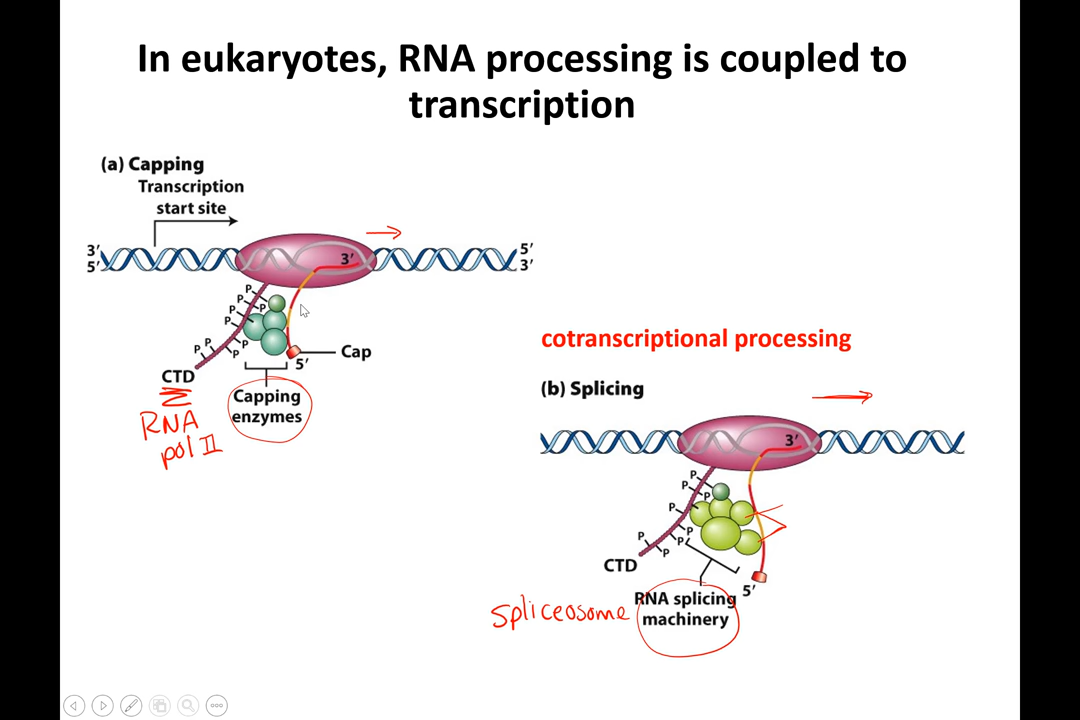 In eukaryotes, RNA processing is coupled to
transcription
(a) Capping
Transcription
start site
3′
5′
3′
5′
3′
P
P
P
P
P
P
P
P
P
Cap
5′
CTD
Capping
enzymes
RNA
pol II
cotranscriptional processing
(b) Splicing
3′
P
P
P
P
P
P
P
P
CTD
5′
RNA splicing
machinery
Spliceosome